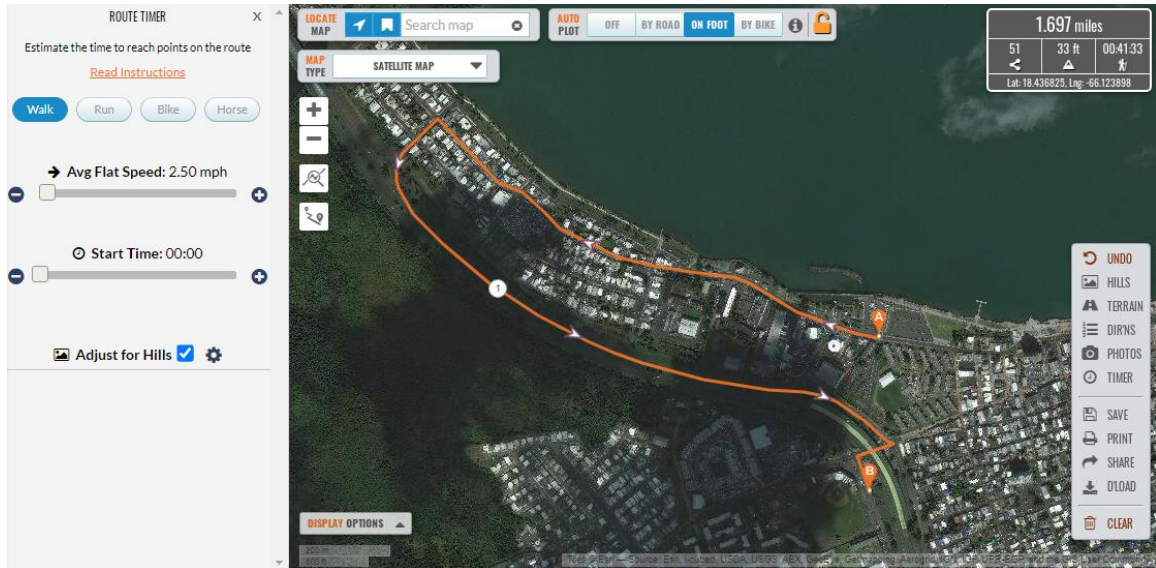 ROUTE TIMER X
Estimate the time to reach points on the route
Read Instructions
Walk Run Bike Horse
Avg Flat Speed: 2.50 mph
Start Time: 00:00
Adjust for Hills
LOCATE MAP
Search map
AUTO PLOT
OFF BY ROAD ON FOOT BY BIKE
MAP TYPE
SATELLITE MAP
1.697 miles
51 33 ft 00:41:33
Lat: 18.436825, Lng: -66.123898
1
A
B
UNDO
HILLS
TERRAIN
DIR'NS
PHOTOS
TIMER
SAVE
PRINT
SHARE
D'LOAD
CLEAR
DISPLAY OPTIONS
200 m